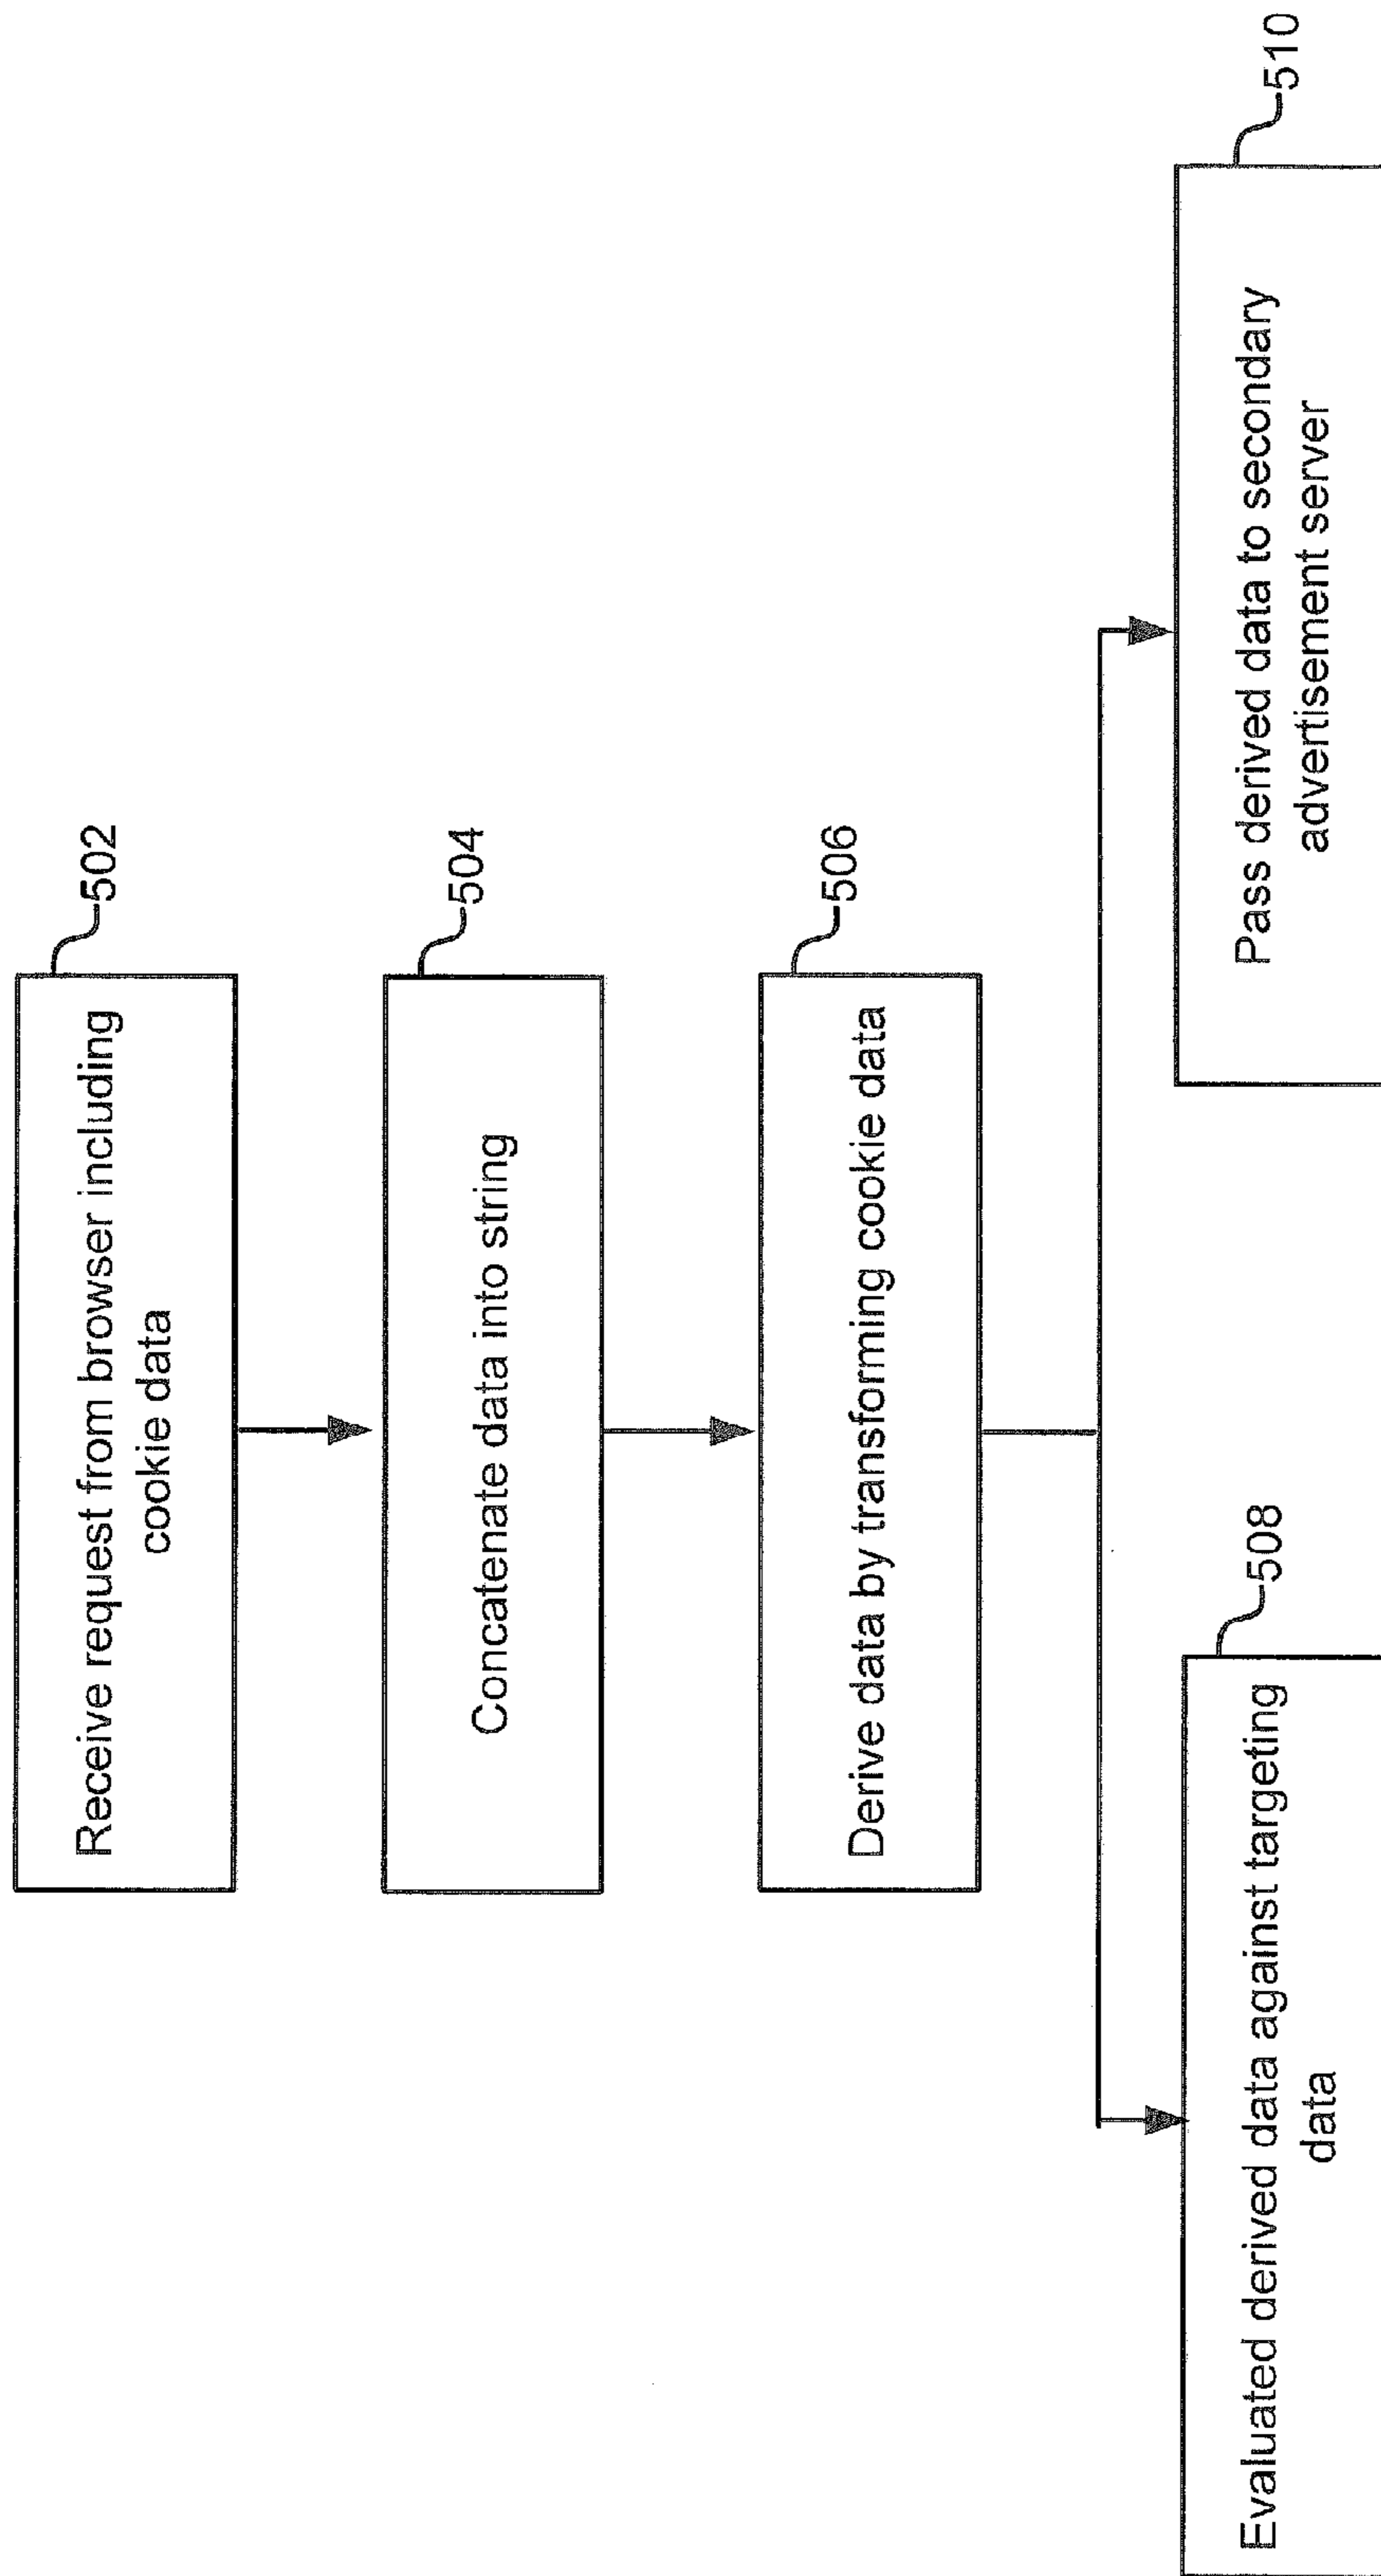 502
Receive request from browser including
cookie data
504
Concatenate data into string
506
Derive data by transforming cookie data
508
Evaluated derived data against targeting
data
510
Pass derived data to secondary
advertisement server